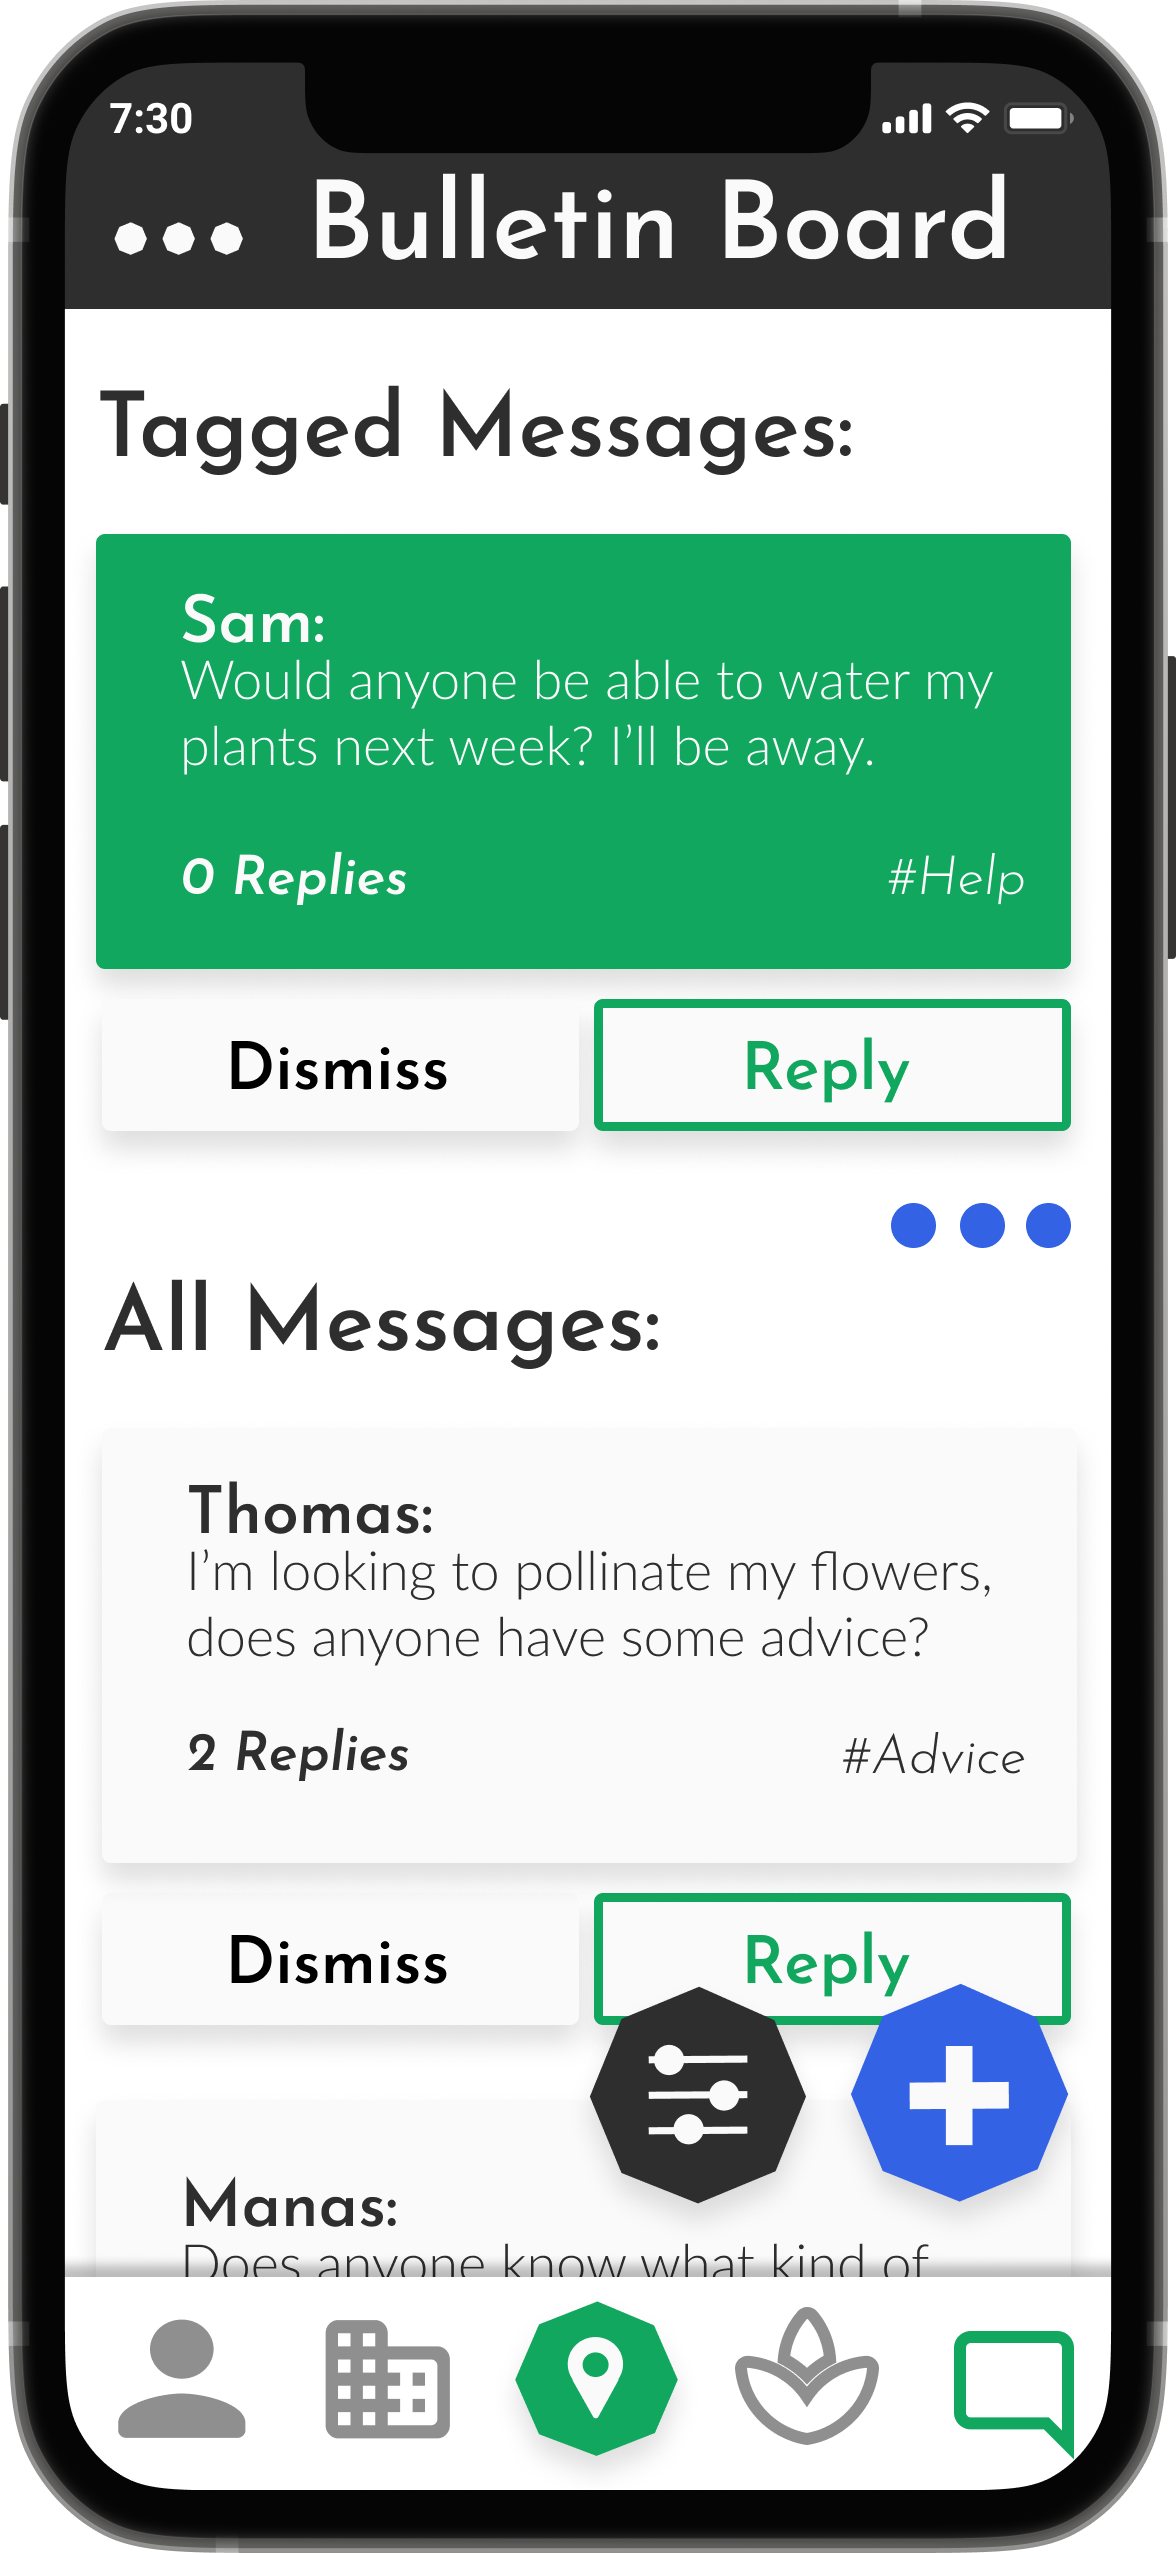 7:30
Bulletin Board
Tagged Messages:
Sam:
Would anyone be able to water my
plants next week? I’ll be away.
0 Replies #Help
Dismiss Reply
All Messages:
Thomas:
I’m looking to pollinate my flowers,
does anyone have some advice?
2 Replies #Advice
Dismiss Reply
Manas:
Does anyone know what kind of